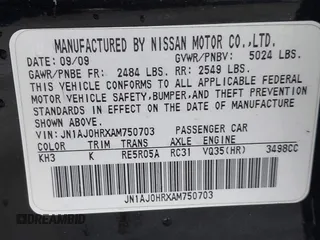 MANUFACTURED BY NISSAN MOTOR CO.,LTD.
DATE: 09/09 GVWR/PNBV: 5024 LBS.
GAWR/PNBE FR: 2484 LBS. RR: 2549 LBS.
THIS VEHICLE CONFORMS TO ALL APPLICABLE FEDERAL
MOTOR VEHICLE SAFETY, BUMPER, AND THEFT PREVENTION
STANDARDS IN EFFECT ON THE DATE OF MANUFACTURE
SHOWN ABOVE.
VIN: JN1AJ0HRXAM750703 PASSENGER CAR
COLOR TRIM TRANS AXLE ENGINE
KH3 K RE5R05A RC31 VQ35(HR) 3498CC
JN1AJ0HRXAM750703
DREAMBID